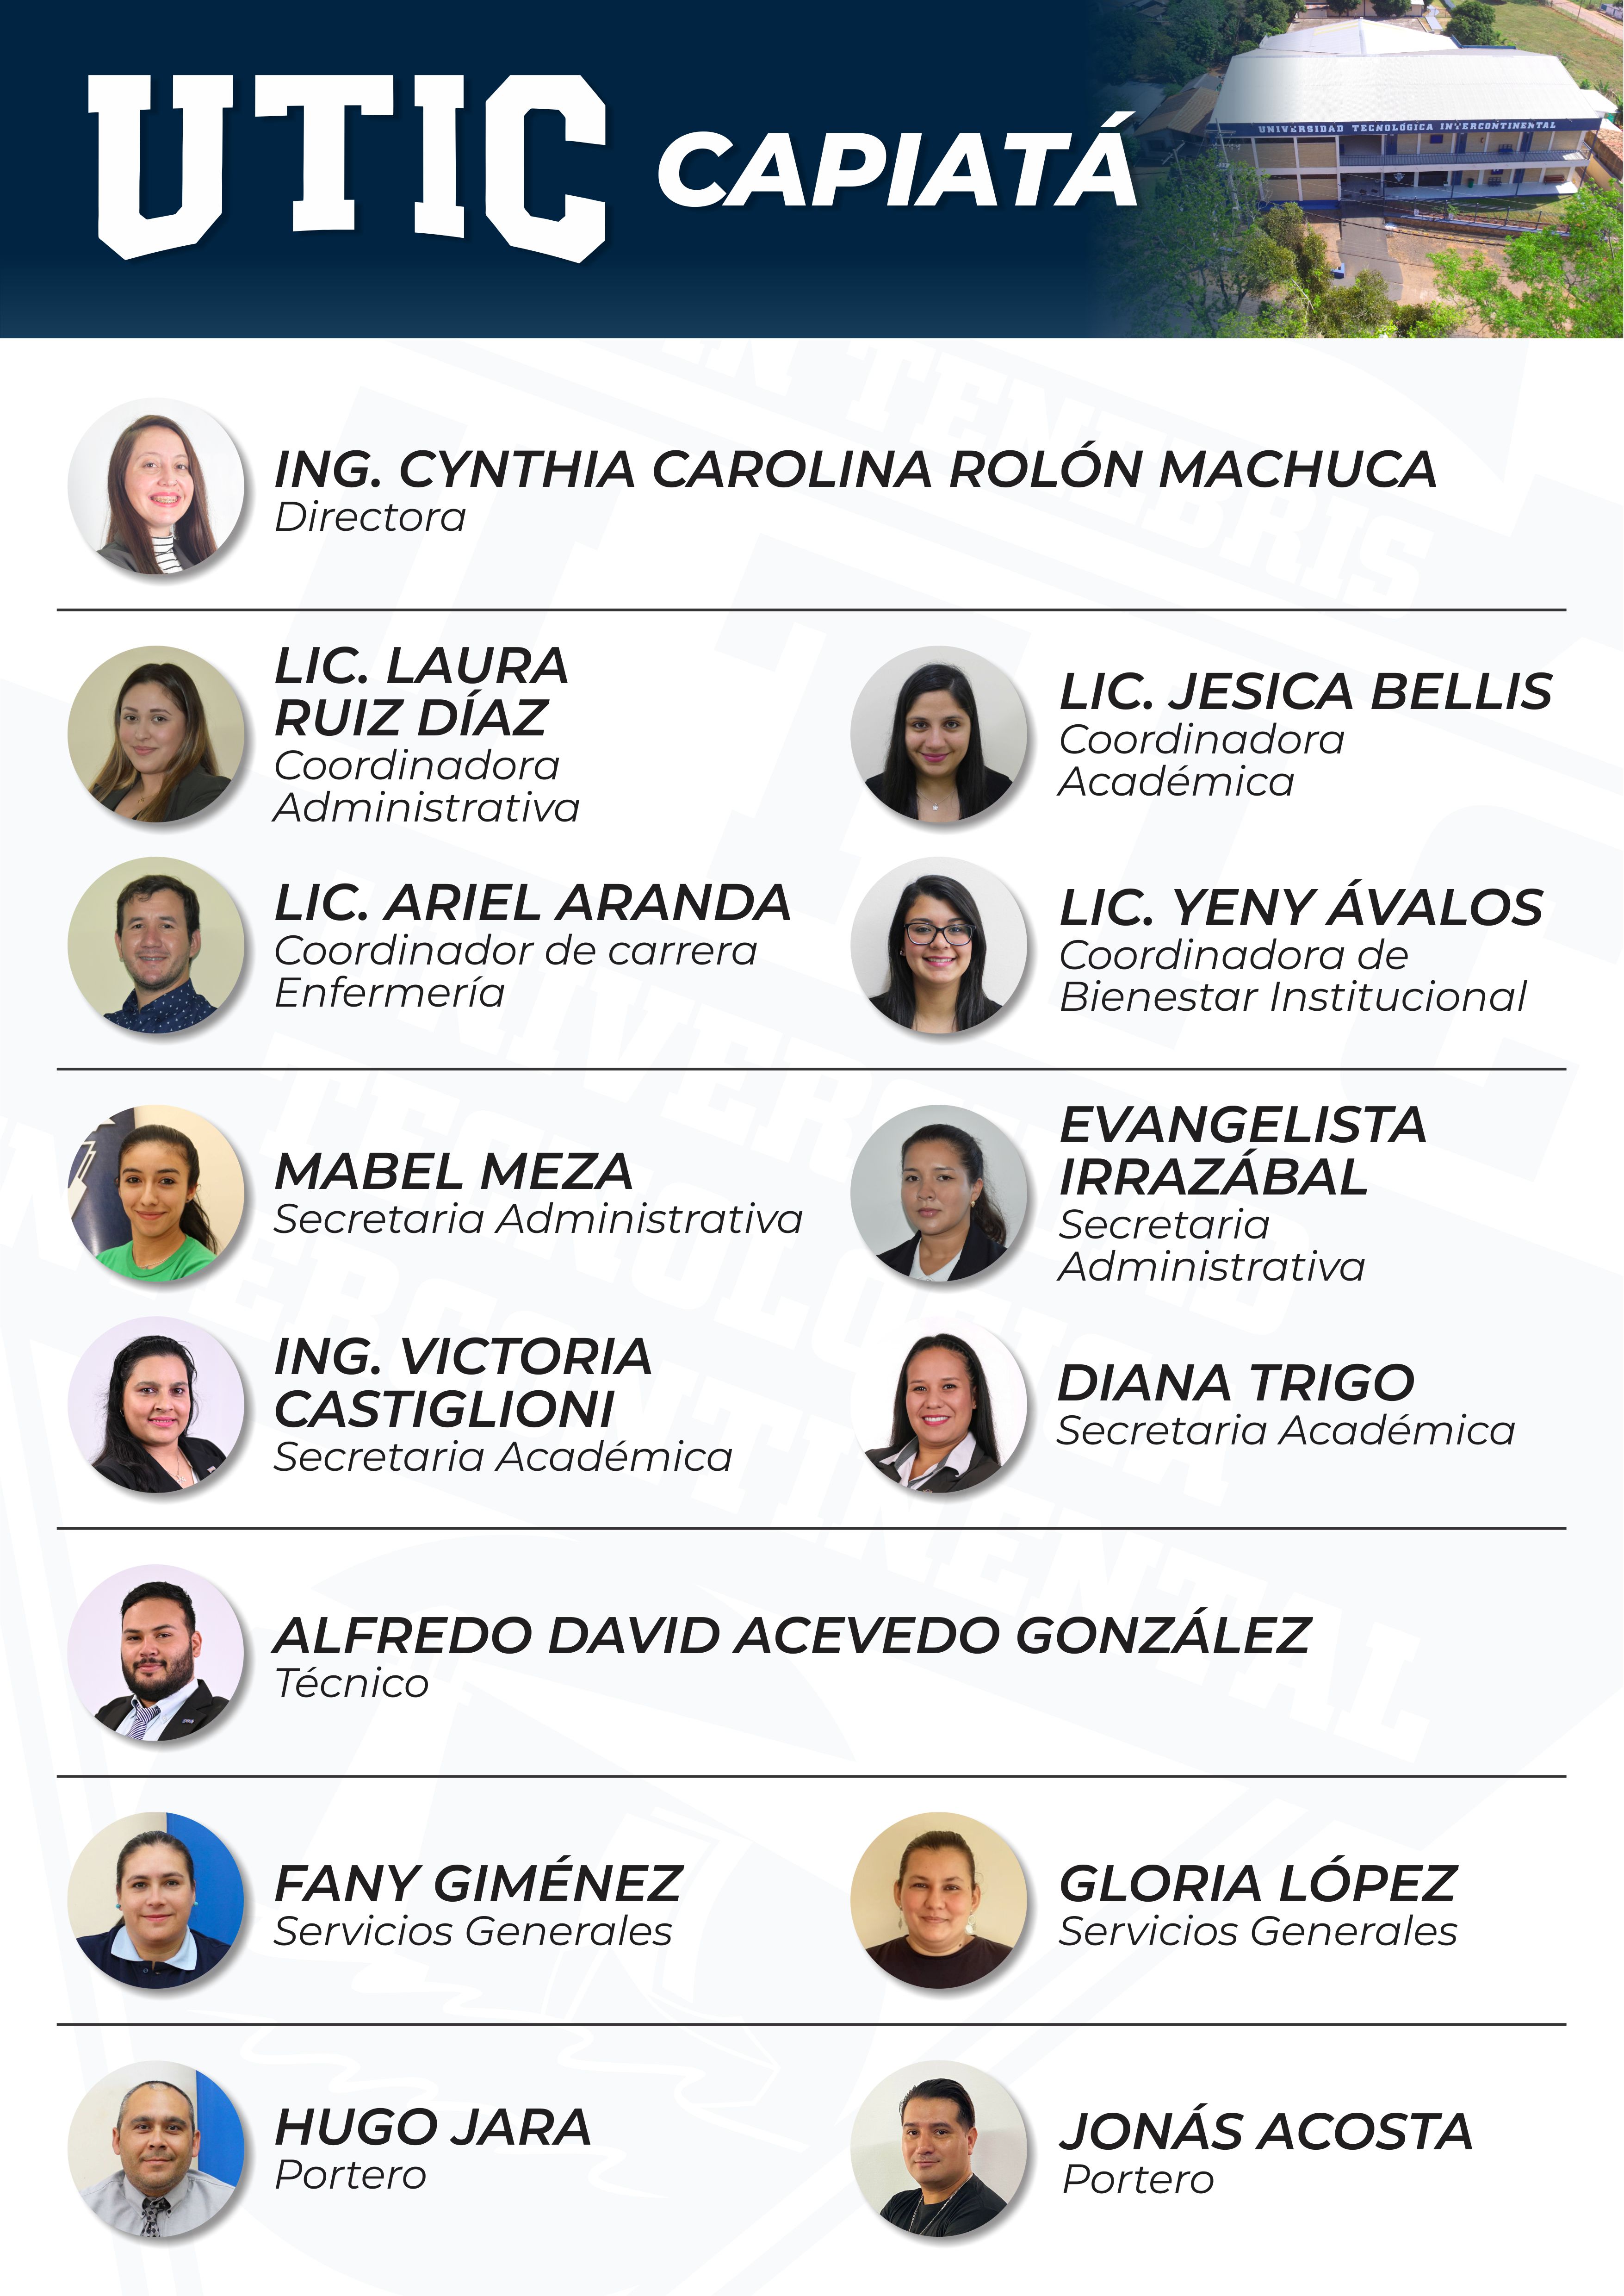 UTIC CAPIATÁ
UNIVERSIDAD TECNOLÓGICA INTERCONTINENTAL
ING. CYNTHIA CAROLINA ROLÓN MACHUCA
Directora
LIC. LAURA
RUIZ DÍAZ
Coordinadora
Administrativa
LIC. JESICA BELLIS
Coordinadora
Académica
LIC. ARIEL ARANDA
Coordinador de carrera
Enfermería
LIC. YENY ÁVALOS
Coordinadora de
Bienestar Institucional
MABEL MEZA
Secretaria Administrativa
EVANGELISTA
IRRAZÁBAL
Secretaria
Administrativa
ING. VICTORIA
CASTIGLIONI
Secretaria Académica
DIANA TRIGO
Secretaria Académica
ALFREDO DAVID ACEVEDO GONZÁLEZ
Técnico
FANY GIMÉNEZ
Servicios Generales
GLORIA LÓPEZ
Servicios Generales
HUGO JARA
Portero
JONÁS ACOSTA
Portero